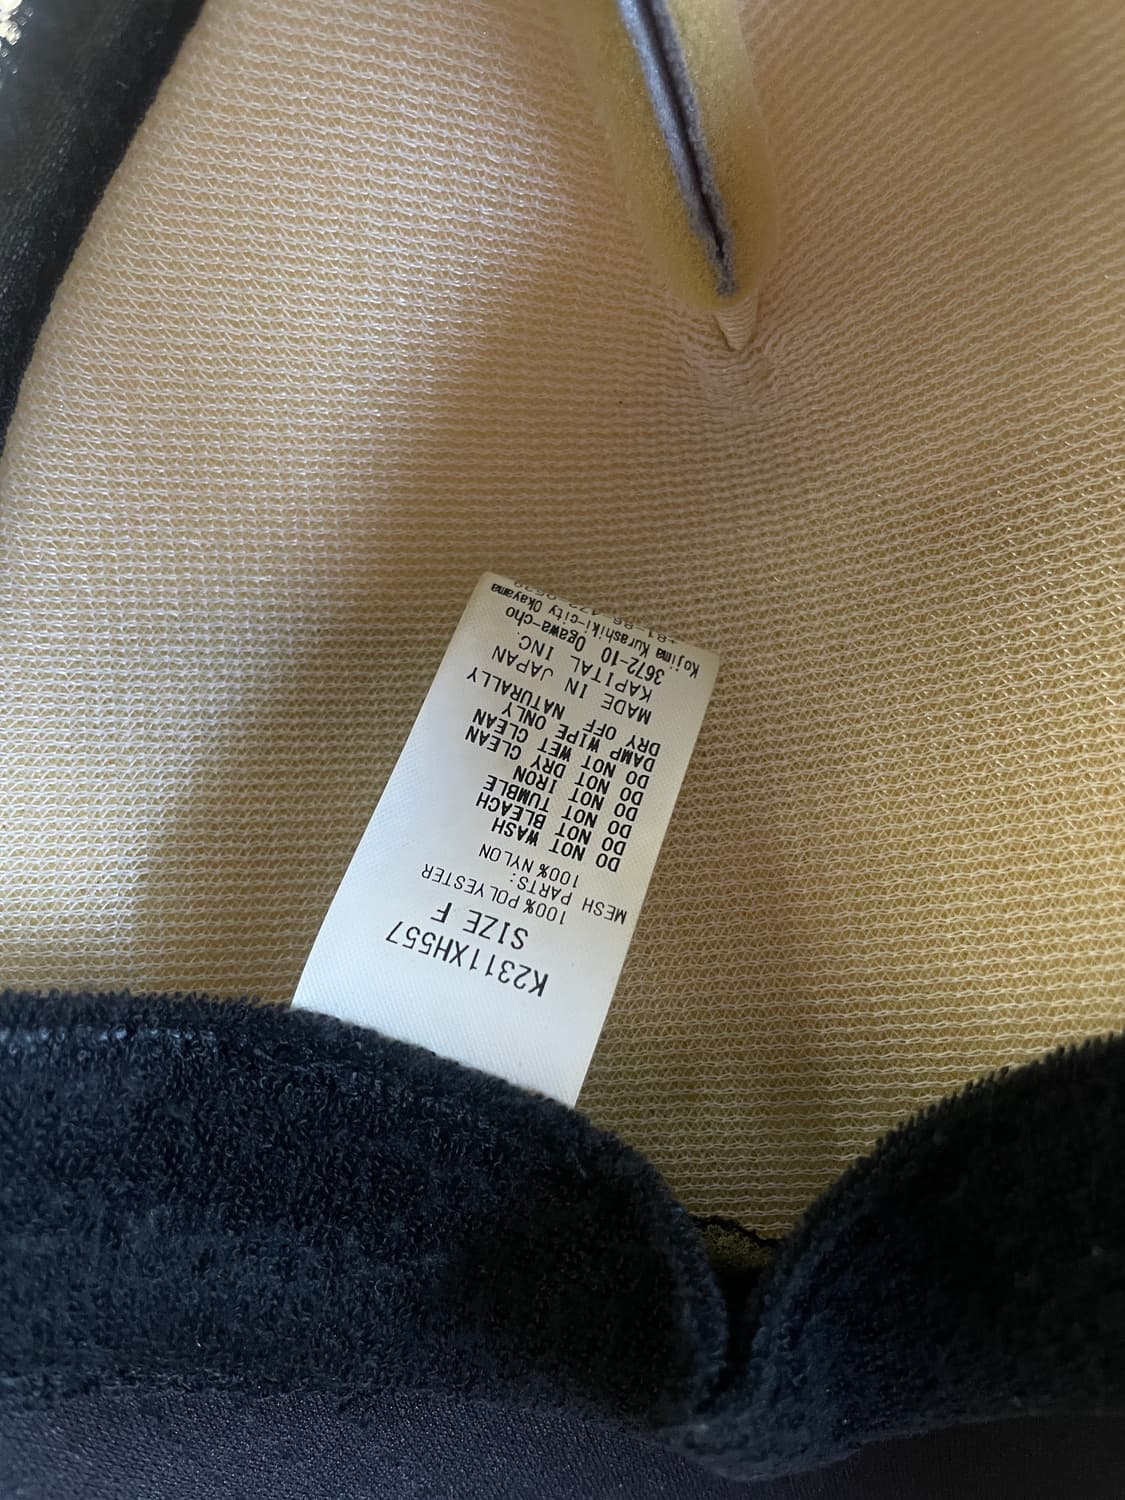 K2311XH557
SIZE F
100% POLYESTER
MESH PARTS:
100% NYLON
DO NOT WASH
DO NOT BLEACH
DO NOT TUMBLE
DO NOT IRON
DO NOT DRY CLEAN
DO NOT WET CLEAN
DAMP WIPE ONLY
DRY OFF NATURALLY
MADE IN JAPAN
KAPITAL INC.
3672-10 Ogawa-cho
Kojima Kurashiki-city Okayama